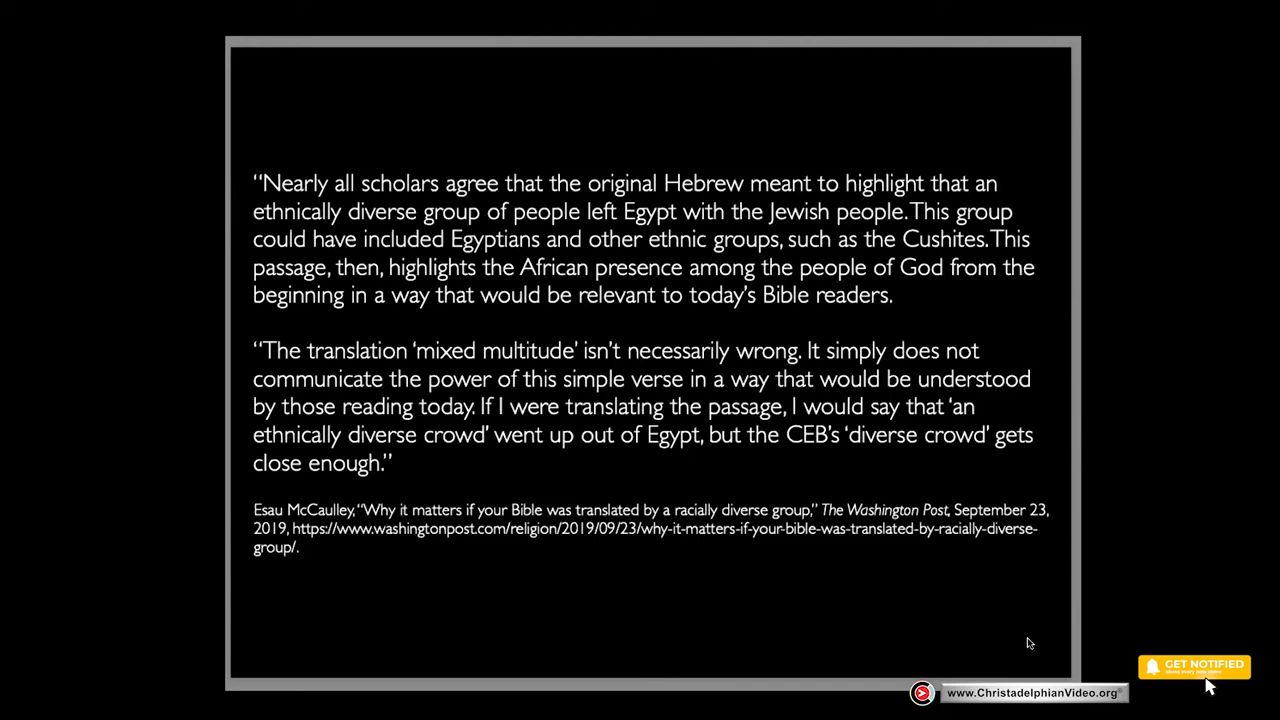 “Nearly all scholars agree that the original Hebrew meant to highlight that an
ethnically diverse group of people left Egypt with the Jewish people. This group
could have included Egyptians and other ethnic groups, such as the Cushites. This
passage, then, highlights the African presence among the people of God from the
beginning in a way that would be relevant to today’s Bible readers.
“The translation ‘mixed multitude’ isn’t necessarily wrong. It simply does not
communicate the power of this simple verse in a way that would be understood
by those reading today. If I were translating the passage, I would say that ‘an
ethnically diverse crowd’ went up out of Egypt, but the CEB’s ‘diverse crowd’ gets
close enough.”
Esau McCaulley, “Why it matters if your Bible was translated by a racially diverse group,” The Washington Post, September 23,
2019, https://www.washingtonpost.com/religion/2019/09/23/why-it-matters-if-your-bible-was-translated-by-racially-diverse-
group/.
GET NOTIFIED
about every new video
www.ChristadelphianVideo.org